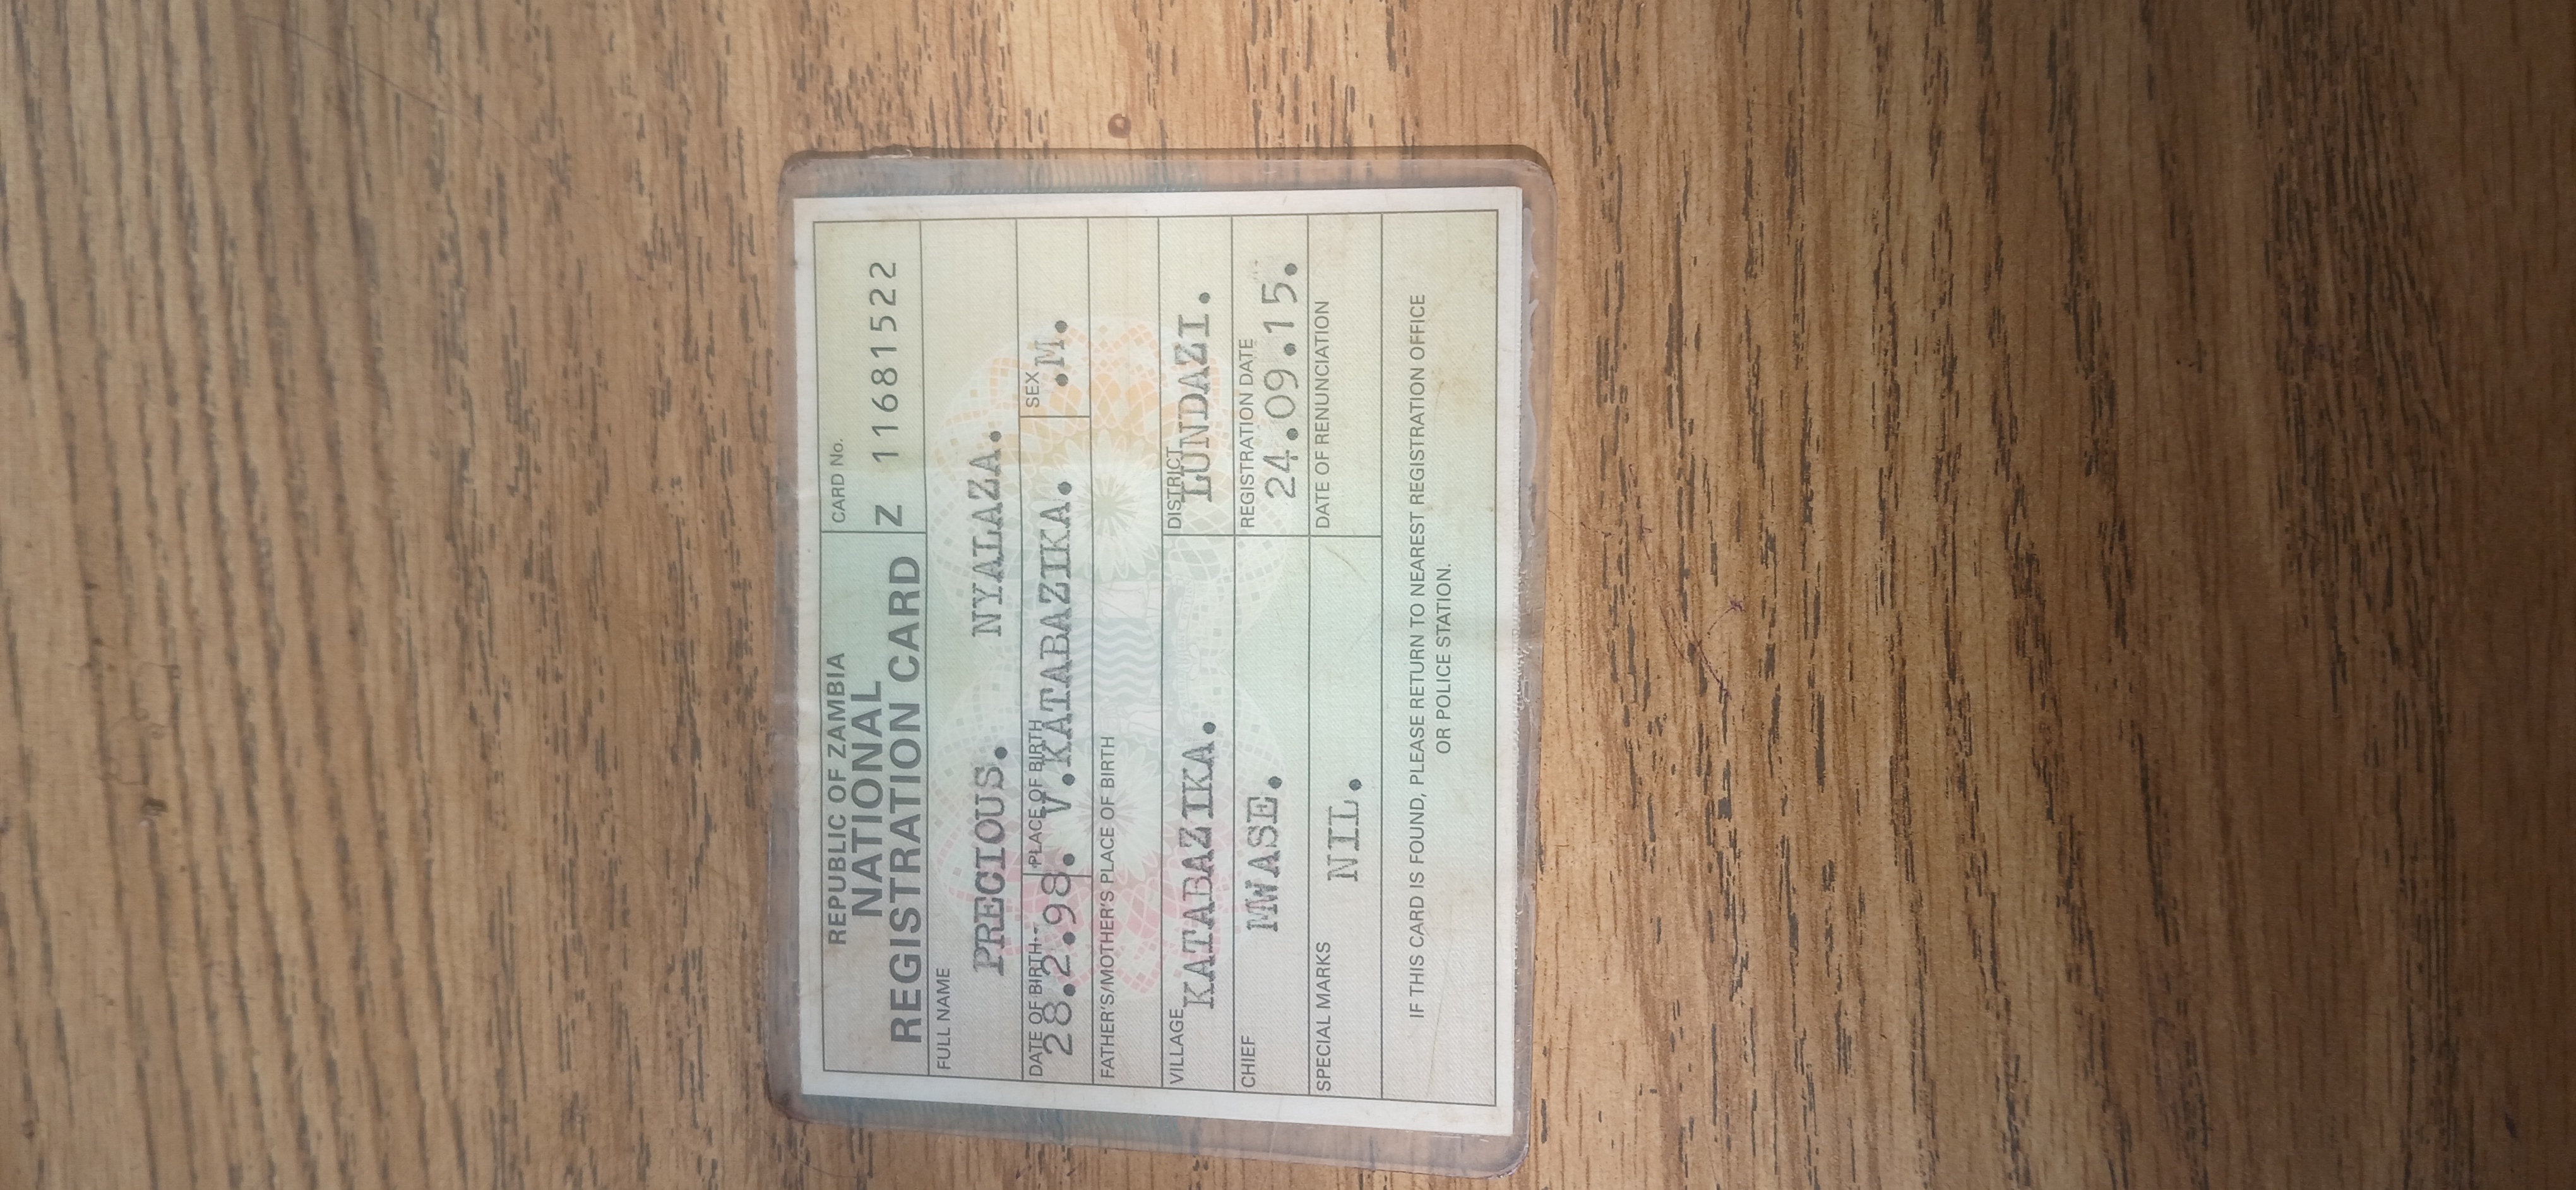 REPUBLIC OF ZAMBIA
NATIONAL
REGISTRATION CARD
CARD No.
Z 11681522
FULL NAME
PRECIOUS. NYALAZA.
DATE OF BIRTH PLACE OF BIRTH SEX
28.2.98. V.KATABAZIKA. .M.
FATHER'S/MOTHER'S PLACE OF BIRTH
VILLAGE DISTRICT
KATABAZIKA. LUNDAZI.
CHIEF REGISTRATION DATE
MWASE. 24.09.15.
SPECIAL MARKS DATE OF RENUNCIATION
NIL.
IF THIS CARD IS FOUND, PLEASE RETURN TO NEAREST REGISTRATION OFFICE
OR POLICE STATION.